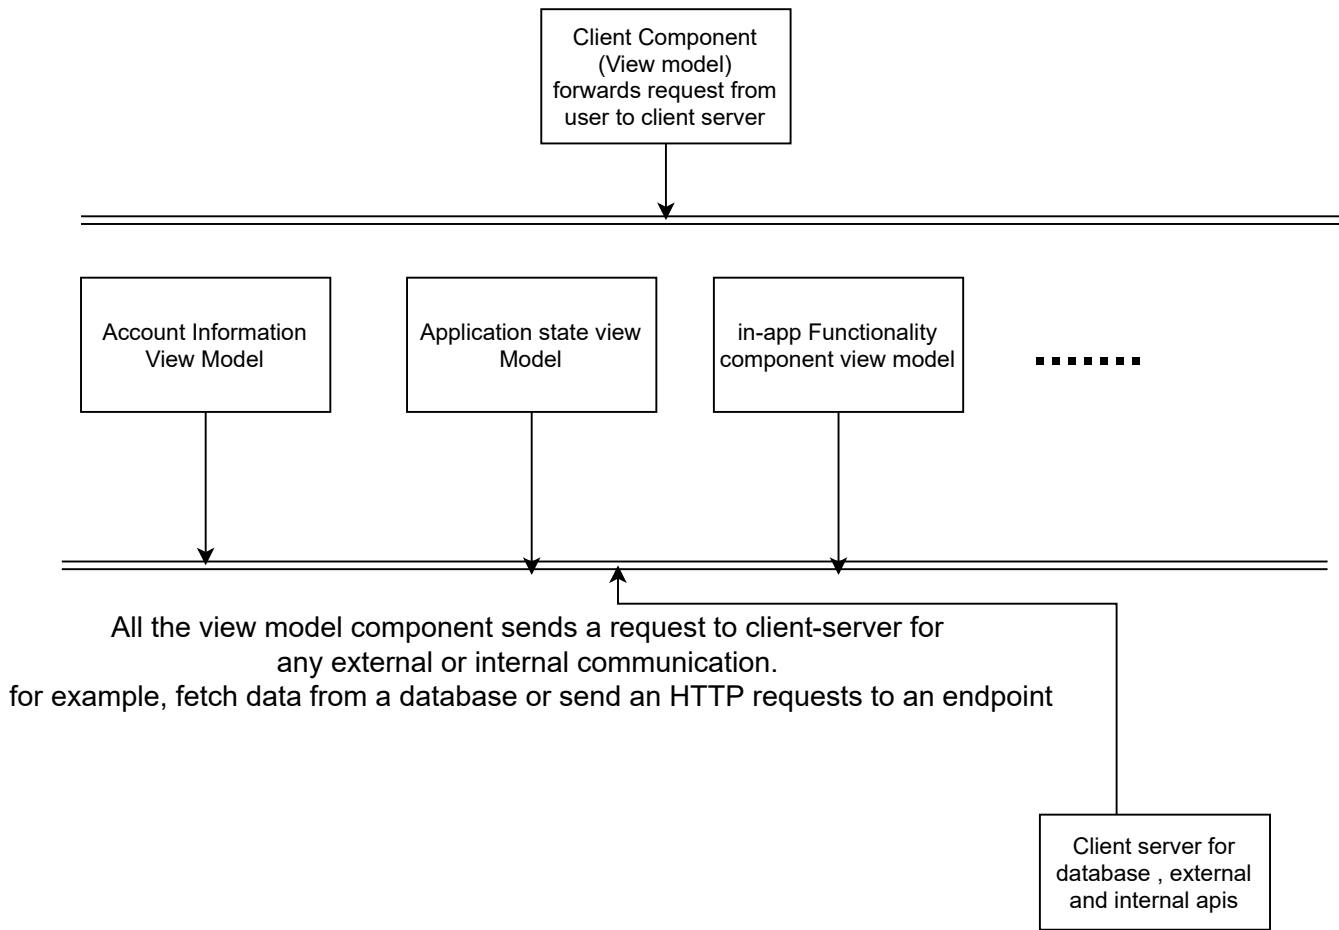 Client Component
(View model)
forwards request from
user to client server
Account Information
View Model
Application state view
Model
in-app Functionality
component view model
.......
All the view model component sends a request to client-server for
any external or internal communication.
for example, fetch data from a database or send an HTTP requests to an endpoint
Client server for
database , external
and internal apis